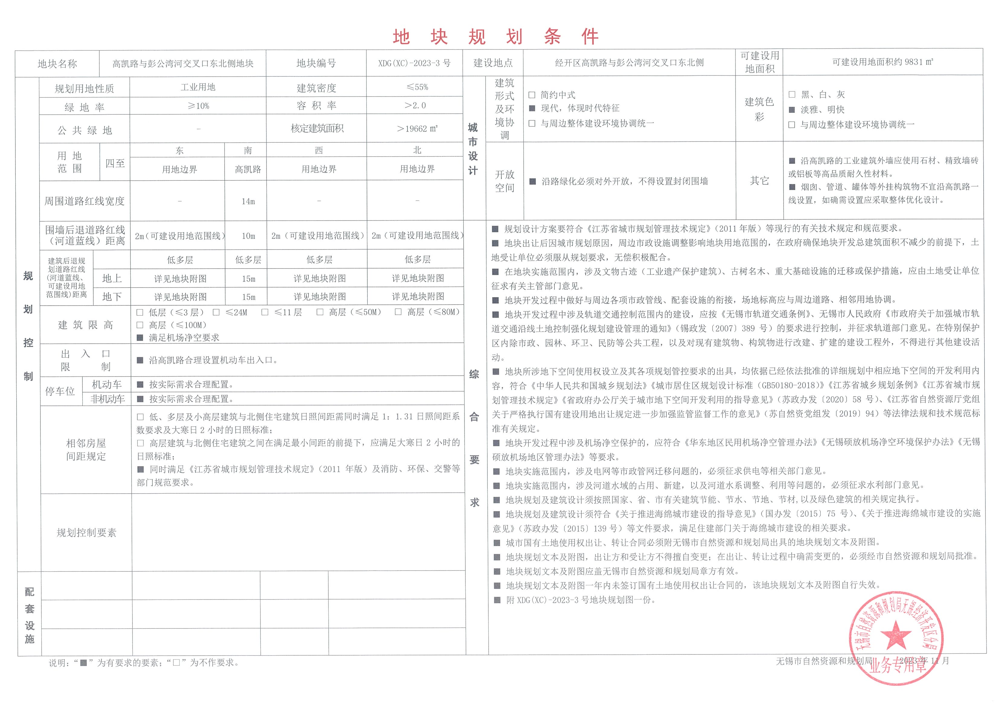 地块规划条件
地块名称 高凯路与彭公湾河交叉口东北侧地块 地块编号 XDG(XC)-2023-3 号 建设地点 经开区高凯路与彭公湾河交叉口东北侧 可建设用地面积 可建设用地面积约 9831 ㎡
规划控制
规划用地性质 工业用地 建筑密度 ≤55%
绿地率 ≥10% 容积率 >2.0
公共绿地 - 核定建筑面积 >19662 ㎡
用地范围 四至 东 南 西 北
用地边界 高凯路 用地边界 用地边界
周围道路红线宽度 - 14m - -
围墙后退道路红线
（河道蓝线）距离
2m（可建设用地范围线） 10m 2m（可建设用地范围线） 2m（可建设用地范围线）
建筑后退规
划道路红线
（河道蓝线、
可建设用地
范围线）距离
低多层 低多层 低多层 低多层
地上 详见地块附图 15m 详见地块附图 详见地块附图
地下 详见地块附图 15m 详见地块附图 详见地块附图
建筑限高
□ 低层（≤3 层） □ ≤24M □ ≤11 层 □ 高层（≤50M） □ 高层（≤80M）
□ 高层（≤100M）
■ 满足机场净空要求
出入口
限制
■ 沿高凯路合理设置机动车出入口。
停车位 机动车 ■ 按实际需求合理配置。
非机动车 ■ 按实际需求合理配置。
相邻房屋
间距规定
□ 低、多层及小高层建筑与北侧住宅建筑日照间距需同时满足 1：1.31 日照间距系
数要求及大寒日 2 小时的日照标准；
□ 高层建筑与北侧住宅建筑之间在满足最小间距的前提下，应满足大寒日 2 小时的
日照标准；
■ 同时满足《江苏省城市规划管理技术规定》（2011 年版）及消防、环保、交警等
部门规范要求。
规划控制要素
配套设施
城市设计
建筑
形式
及环
境协
调
□ 简约中式
■ 现代，体现时代特征
□ 与周边整体建设环境协调统一
建筑色
彩
□ 黑、白、灰
■ 淡雅、明快
□ 与周边整体建设环境协调统一
开放
空间
■ 沿路绿化必须对外开放，不得设置封闭围墙
其它
■ 沿高凯路的工业建筑外墙应使用石材、精致墙砖
或铝板等高品质耐久性材料。
■ 烟囱、管道、罐体等外挂构筑物不宜沿高凯路一
线设置，如确需设置应采取整体优化设计。
综合要求
■ 规划设计方案要符合《江苏省城市规划管理技术规定》（2011 年版）等现行的有关技术规定和规范要求。
■ 地块出让后因城市规划原因，周边市政设施调整影响地块用地范围的，在政府确保地块开发总建筑面积不减少的前提下，土
地受让单位必须服从规划要求，无偿积极配合。
■ 在地块实施范围内，涉及文物古迹（工业遗产保护建筑）、古树名木、重大基础设施的迁移或保护措施，应由土地受让单位
征求有关主管部门意见。
■ 地块开发过程中做好与周边各项市政管线、配套设施的衔接，场地标高应与周边道路、相邻用地协调。
■ 地块开发过程中涉及轨道交通控制范围内的建设，应按《无锡市轨道交通条例》、无锡市人民政府《市政府关于加强城市轨
道交通沿线土地控制强化规划建设管理的通知》（锡政发〔2007〕389 号）的要求进行控制，并征求轨道部门意见。在特别保护
区内除市政、园林、环卫、民防等公共工程，以及对现有建筑物、构筑物进行改建、扩建的建设工程外，不得进行其他建设活
动。
■ 地块所涉地下空间使用权设立及其各项规划管控要求的出具，均依据已经依法批准的详细规划中相应地下空间的开发利用内
容，符合《中华人民共和国城乡规划法》《城市居住区规划设计标准（GB50180-2018）》《江苏省城乡规划条例》《江苏省城市规
划管理技术规定》《省政府办公厅关于城市地下空间开发利用的指导意见》（苏政办发〔2020〕58 号）、《江苏省自然资源厅党组
关于严格执行国有建设用地出让规定进一步加强监管监督工作的意见》（苏自然资党组发〔2019〕94）等法律法规和技术规范标
准有关规定。
■ 地块开发过程中涉及机场净空保护的，应符合《华东地区民用机场净空管理办法》《无锡硕放机场净空环境保护办法》《无锡
硕放机场地区管理办法》等要求。
■ 地块实施范围内，涉及电网等市政管网迁移问题的，必须征求供电等相关部门意见。
■ 地块实施范围内，涉及河道水域的占用、新建，以及河道水系调整、利用等问题的，必须征求水利部门意见。
■ 地块规划及建筑设计须按照国家、省、市有关建筑节能、节水、节地、节材,以及绿色建筑的相关规定执行。
■ 地块规划及建筑设计须符合《关于推进海绵城市建设的指导意见》（国办发〔2015〕75 号）、《关于推进海绵城市建设的实施
意见》（苏政办发〔2015〕139 号）等文件要求，满足住建部门关于海绵城市建设的相关要求。
■ 城市国有土地使用权出让、转让合同必须附无锡市自然资源和规划局出具的地块规划文本及附图。
■ 地块规划文本及附图，出让方和受让方不得擅自变更；在出让、转让过程中确需变更的，必须经市自然资源和规划局批准。
■ 地块规划文本及附图应盖无锡市自然资源和规划局章方有效。
■ 地块规划文本及附图一年内未签订国有土地使用权出让合同的，该地块规划文本及附图自行失效。
■ 附 XDG(XC)-2023-3 号地块规划图一份。
说明：“■”为有要求的要素；“□”为不作要求。
无锡市自然资源和规划局 2023 年 11 月
无锡市自然资源和规划局无锡经济开发区分局
业务专用章